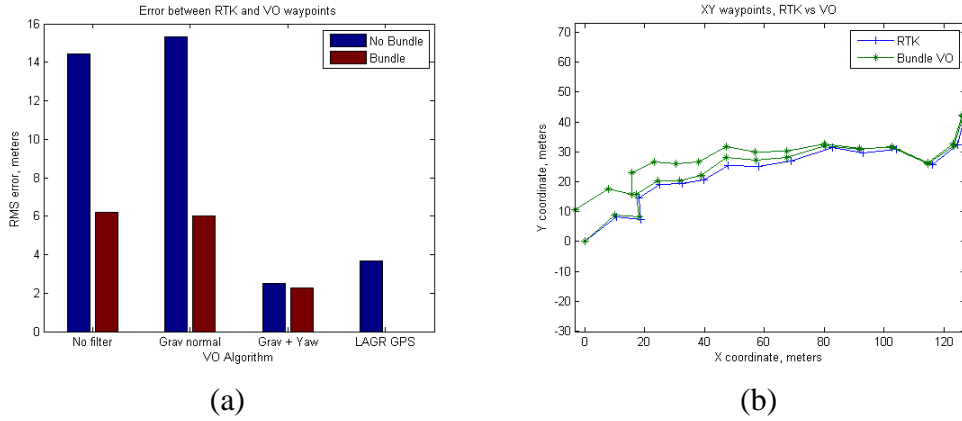 Error between RTK and VO waypoints
No Bundle
Bundle
16
14
12
10
8
6
4
2
0
RMS error, meters
No filter
Grav normal
Grav + Yaw
LAGR GPS
VO Algorithm
(a)
XY waypoints, RTK vs VO
RTK
Bundle VO
70
60
50
40
30
20
10
0
-10
-20
-30
Y coordinate, meters
0
20
40
60
80
100
120
X coordinate, meters
(b)